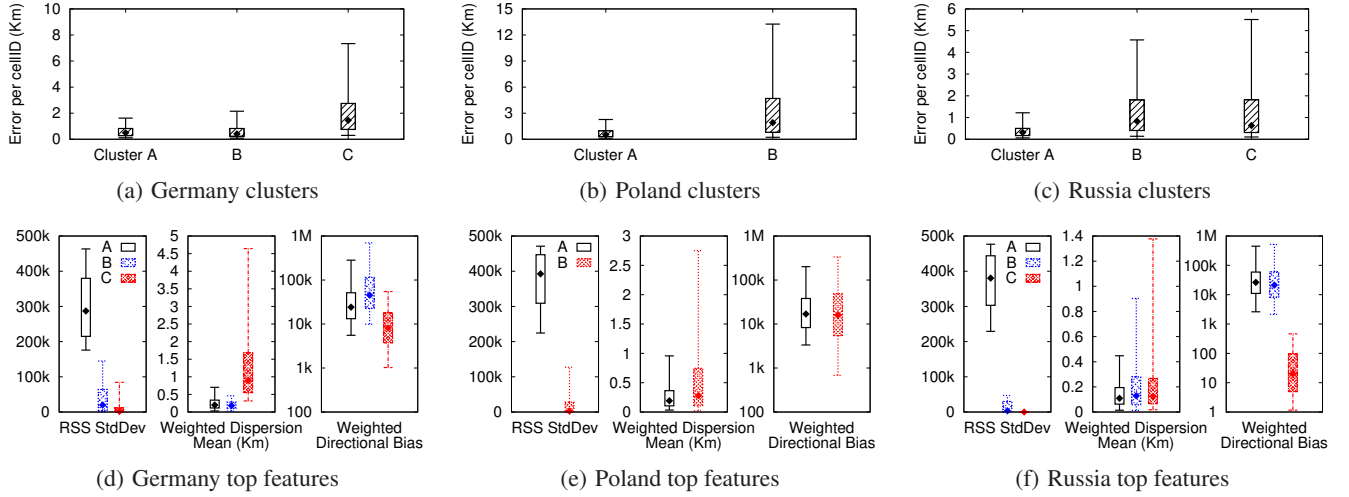 Error per cellID (Km)
10
8
6
4
2
0
Cluster A
B
C
(a) Germany clusters
Error per cellID (Km)
15
12
9
6
3
0
Cluster A
B
(b) Poland clusters
Error per cellID (Km)
6
5
4
3
2
1
0
Cluster A
B
C
(c) Russia clusters
500k
400k
300k
200k
100k
0
A
B
C
RSS StdDev
5
4.5
4
3.5
3
2.5
2
1.5
1
0.5
0
Weighted Dispersion
Mean (Km)
1M
100k
10k
1k
100
Weighted
Directional Bias
(d) Germany top features
500k
400k
300k
200k
100k
0
A
B
RSS StdDev
3
2.5
2
1.5
1
0.5
0
Weighted Dispersion
Mean (Km)
1M
100k
10k
1k
100
Weighted
Directional Bias
(e) Poland top features
500k
400k
300k
200k
100k
0
A
B
C
RSS StdDev
1.4
1.2
1
0.8
0.6
0.4
0.2
0
Weighted Dispersion
Mean (Km)
1M
100k
10k
1k
100
10
1
Weighted
Directional Bias
(f) Russia top features